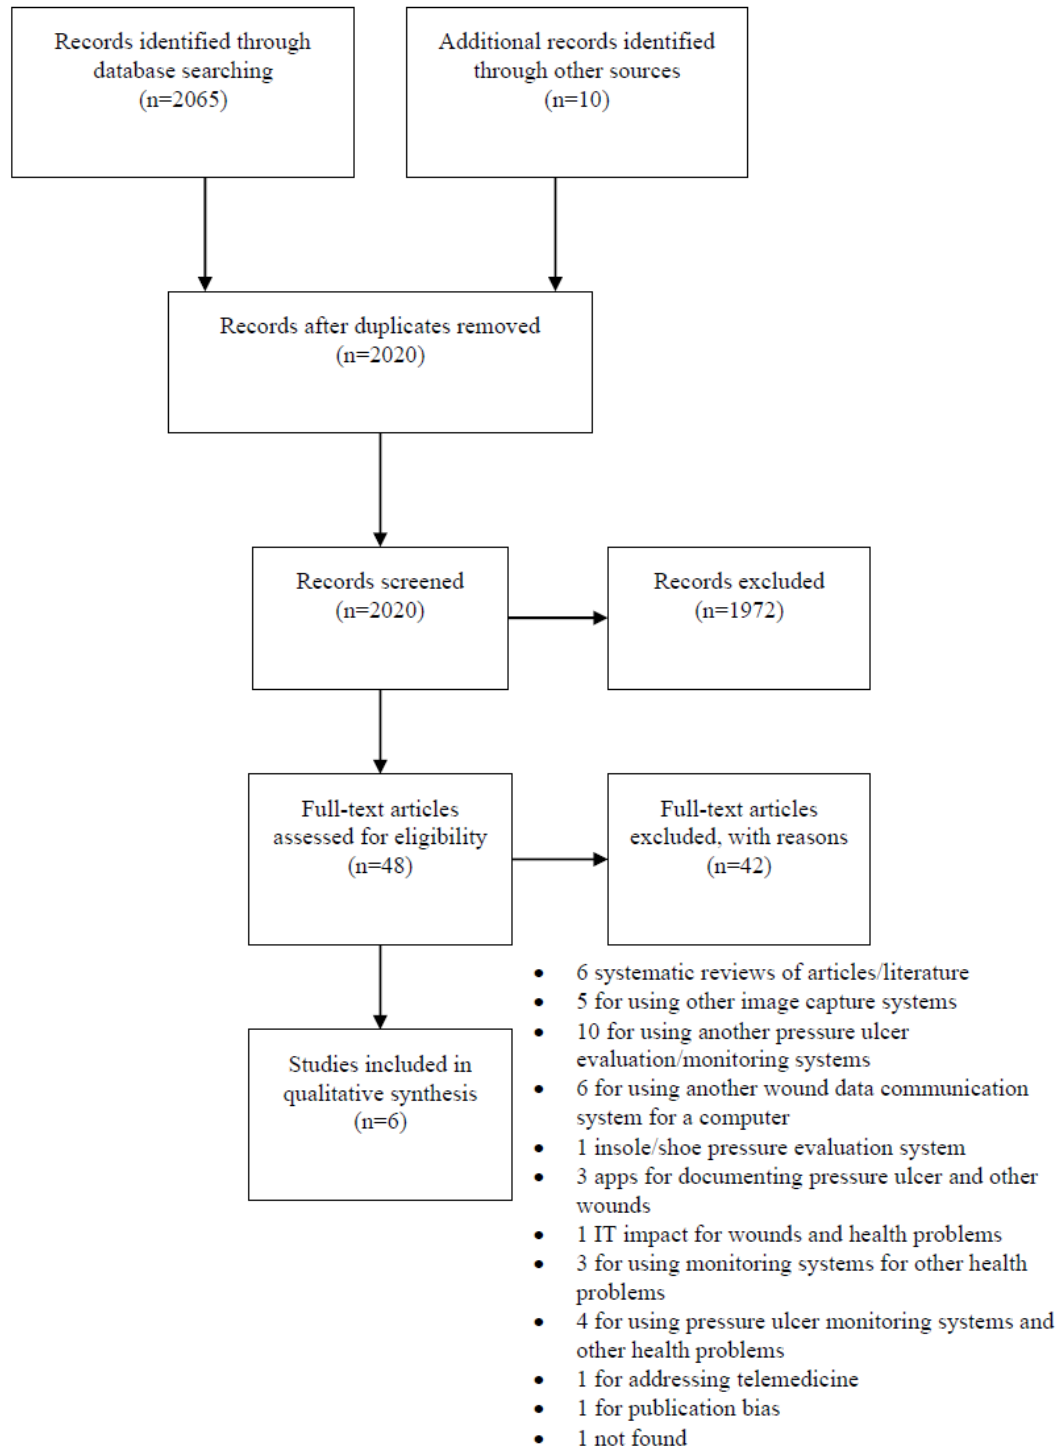 Records identified through
database searching
(n=2065)
Additional records identified
through other sources
(n=10)
Records after duplicates removed
(n=2020)
Records screened
(n=2020)
Records excluded
(n=1972)
Full-text articles
assessed for eligibility
(n=48)
Full-text articles
excluded, with reasons
(n=42)
Studies included in
qualitative synthesis
(n=6)
• 6 systematic reviews of articles/literature
• 5 for using other image capture systems
• 10 for using another pressure ulcer
evaluation/monitoring systems
• 6 for using another wound data communication
system for a computer
• 1 insole/shoe pressure evaluation system
• 3 apps for documenting pressure ulcer and other
wounds
• 1 IT impact for wounds and health problems
• 3 for using monitoring systems for other health
problems
• 4 for using pressure ulcer monitoring systems and
other health problems
• 1 for addressing telemedicine
• 1 for publication bias
• 1 not found